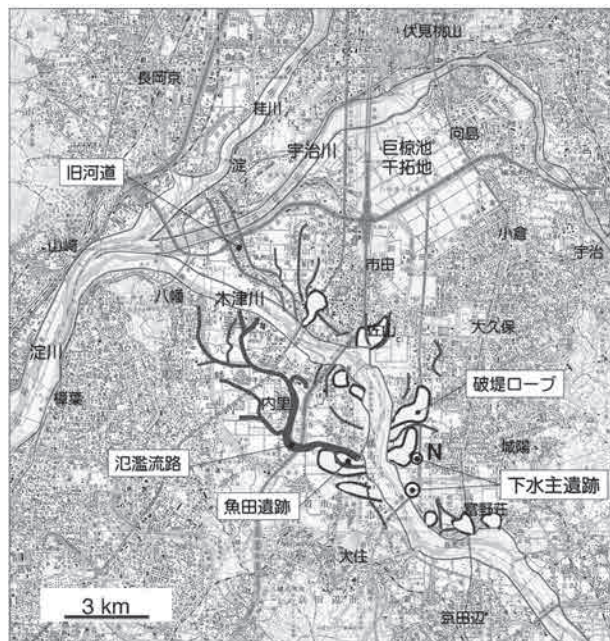 伏見桃山
長岡京
桂川
淀
宇治川
向島
巨椋池
干拓地
旧河道
小倉
宇治
山崎
市田
八幡
木津川
佐山
大久保
淀川
樟葉
破堤ローブ
内里
城陽
N
氾濫流路
下水主遺跡
魚田遺跡
富野荘
大住
3 km
京田辺